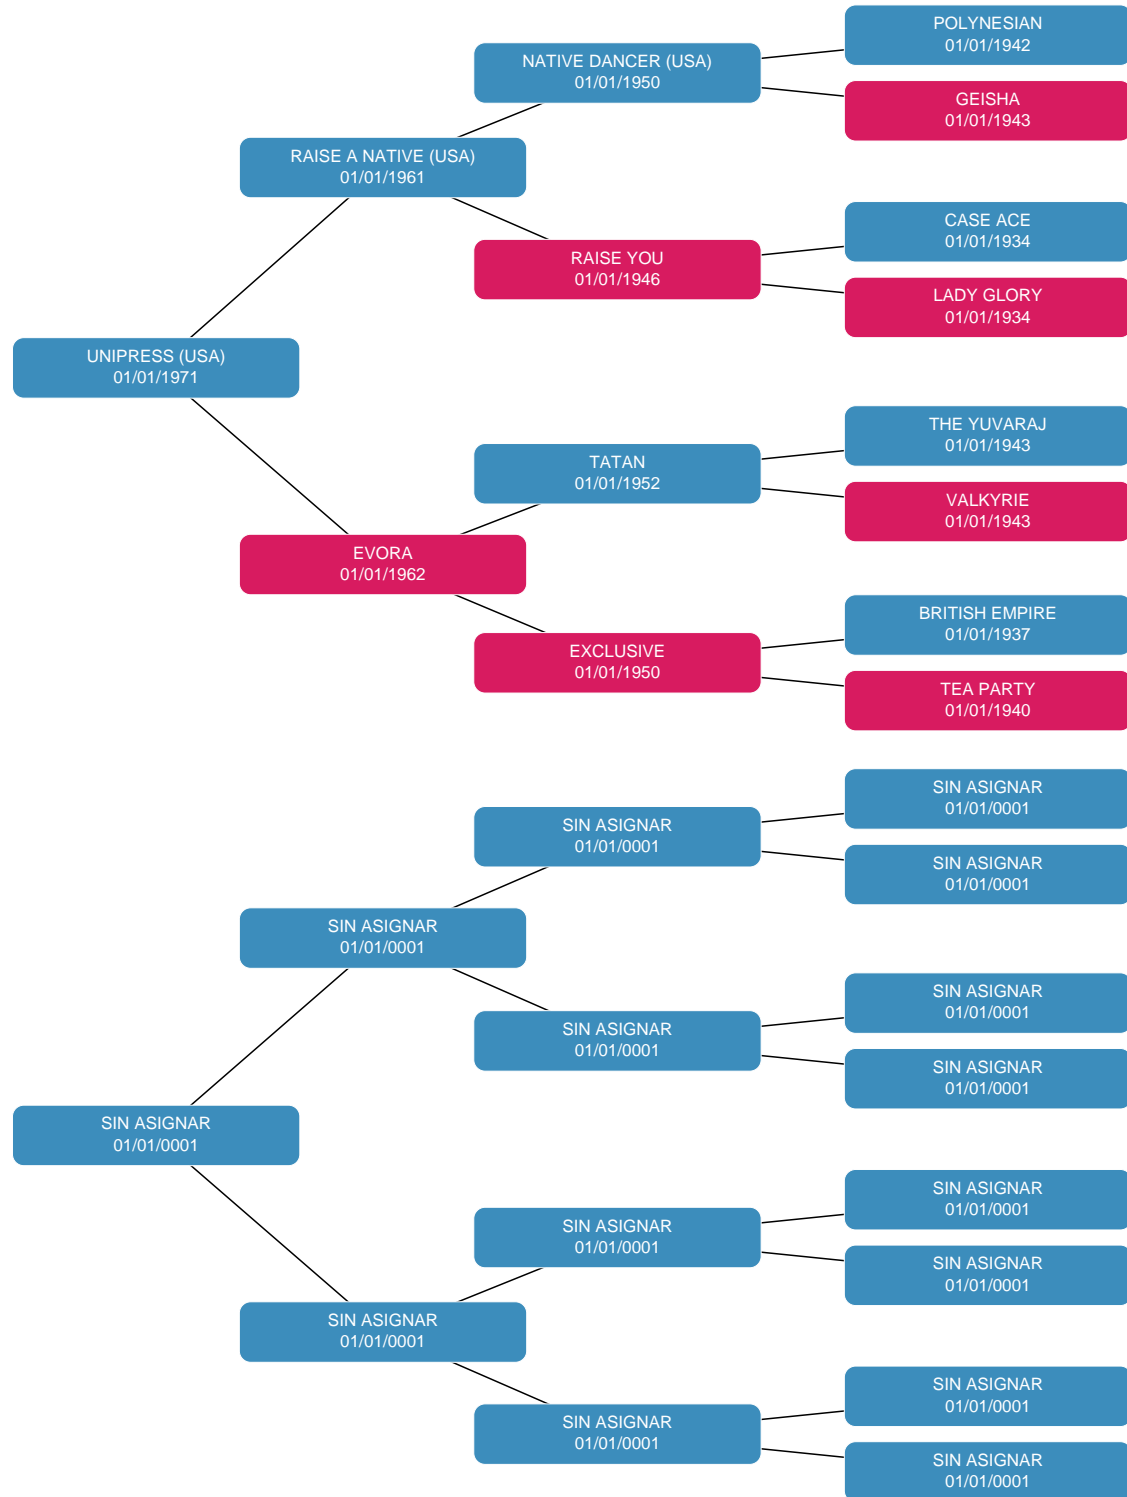 POLYNESIAN
01/01/1942
NATIVE DANCER (USA)
01/01/1950
GEISHA
01/01/1943
RAISE A NATIVE (USA)
01/01/1961
CASE ACE
01/01/1934
RAISE YOU
01/01/1946
LADY GLORY
01/01/1934
UNIPRESS (USA)
01/01/1971
THE YUVARAJ
01/01/1943
TATAN
01/01/1952
VALKYRIE
01/01/1943
EVORA
01/01/1962
BRITISH EMPIRE
01/01/1937
EXCLUSIVE
01/01/1950
TEA PARTY
01/01/1940
SIN ASIGNAR
01/01/0001
SIN ASIGNAR
01/01/0001
SIN ASIGNAR
01/01/0001
SIN ASIGNAR
01/01/0001
SIN ASIGNAR
01/01/0001
SIN ASIGNAR
01/01/0001
SIN ASIGNAR
01/01/0001
SIN ASIGNAR
01/01/0001
SIN ASIGNAR
01/01/0001
SIN ASIGNAR
01/01/0001
SIN ASIGNAR
01/01/0001
SIN ASIGNAR
01/01/0001
SIN ASIGNAR
01/01/0001
SIN ASIGNAR
01/01/0001
SIN ASIGNAR
01/01/0001